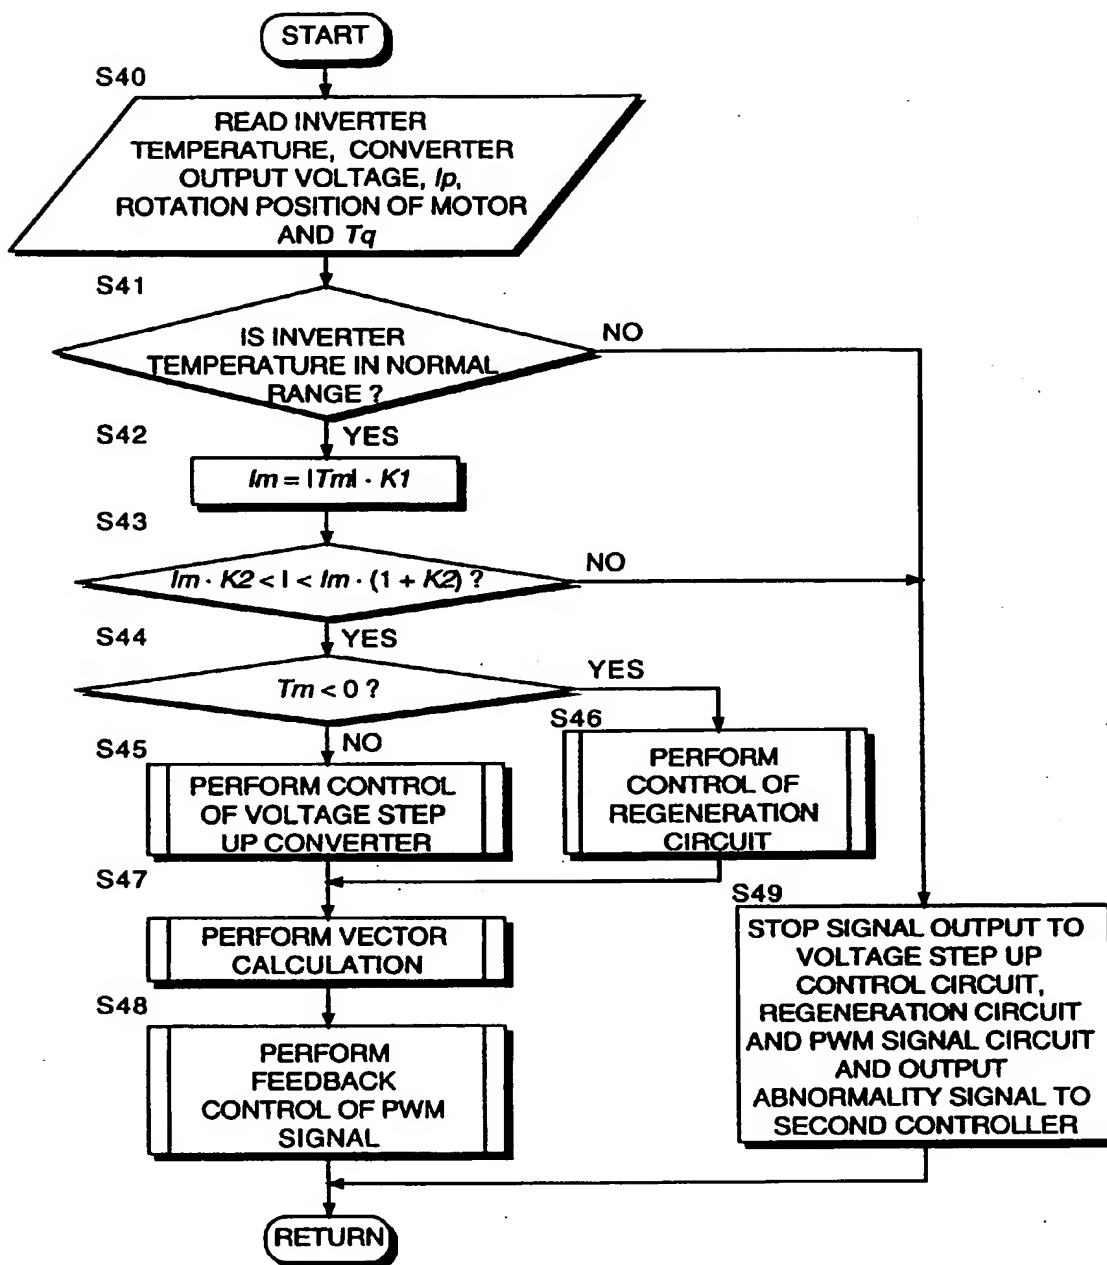 START
S40
READ INVERTER
TEMPERATURE, CONVERTER
OUTPUT VOLTAGE, Ip,
ROTATION POSITION OF MOTOR
AND Tq
S41
IS INVERTER
TEMPERATURE IN NORMAL
RANGE ?
NO
S42
YES
Im = |Tm| · K1
S43
Im · K2 < I < Im · (1 + K2) ?
NO
S44
YES
Tm < 0 ?
YES
S45
NO
PERFORM CONTROL
OF VOLTAGE STEP
UP CONVERTER
S46
PERFORM
CONTROL OF
REGENERATION
CIRCUIT
S47
PERFORM VECTOR
CALCULATION
S48
PERFORM
FEEDBACK
CONTROL OF PWM
SIGNAL
S49
STOP SIGNAL OUTPUT TO
VOLTAGE STEP UP
CONTROL CIRCUIT,
REGENERATION CIRCUIT
AND PWM SIGNAL CIRCUIT
AND OUTPUT
ABNORMALITY SIGNAL TO
SECOND CONTROLLER
RETURN